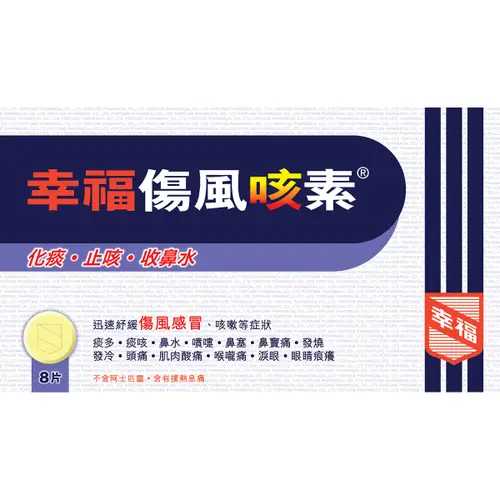 幸福傷風咳素®
化痰•止咳•收鼻水
幸福
迅速紓緩傷風感冒、咳嗽等症狀
痰多•痰咳•鼻水•噴嚏•鼻塞•鼻竇痛•發燒
發冷•頭痛•肌肉酸痛•喉嚨痛•淚眼•眼睛痕癢
8片
不含阿士匹靈•含有撲熱息痛